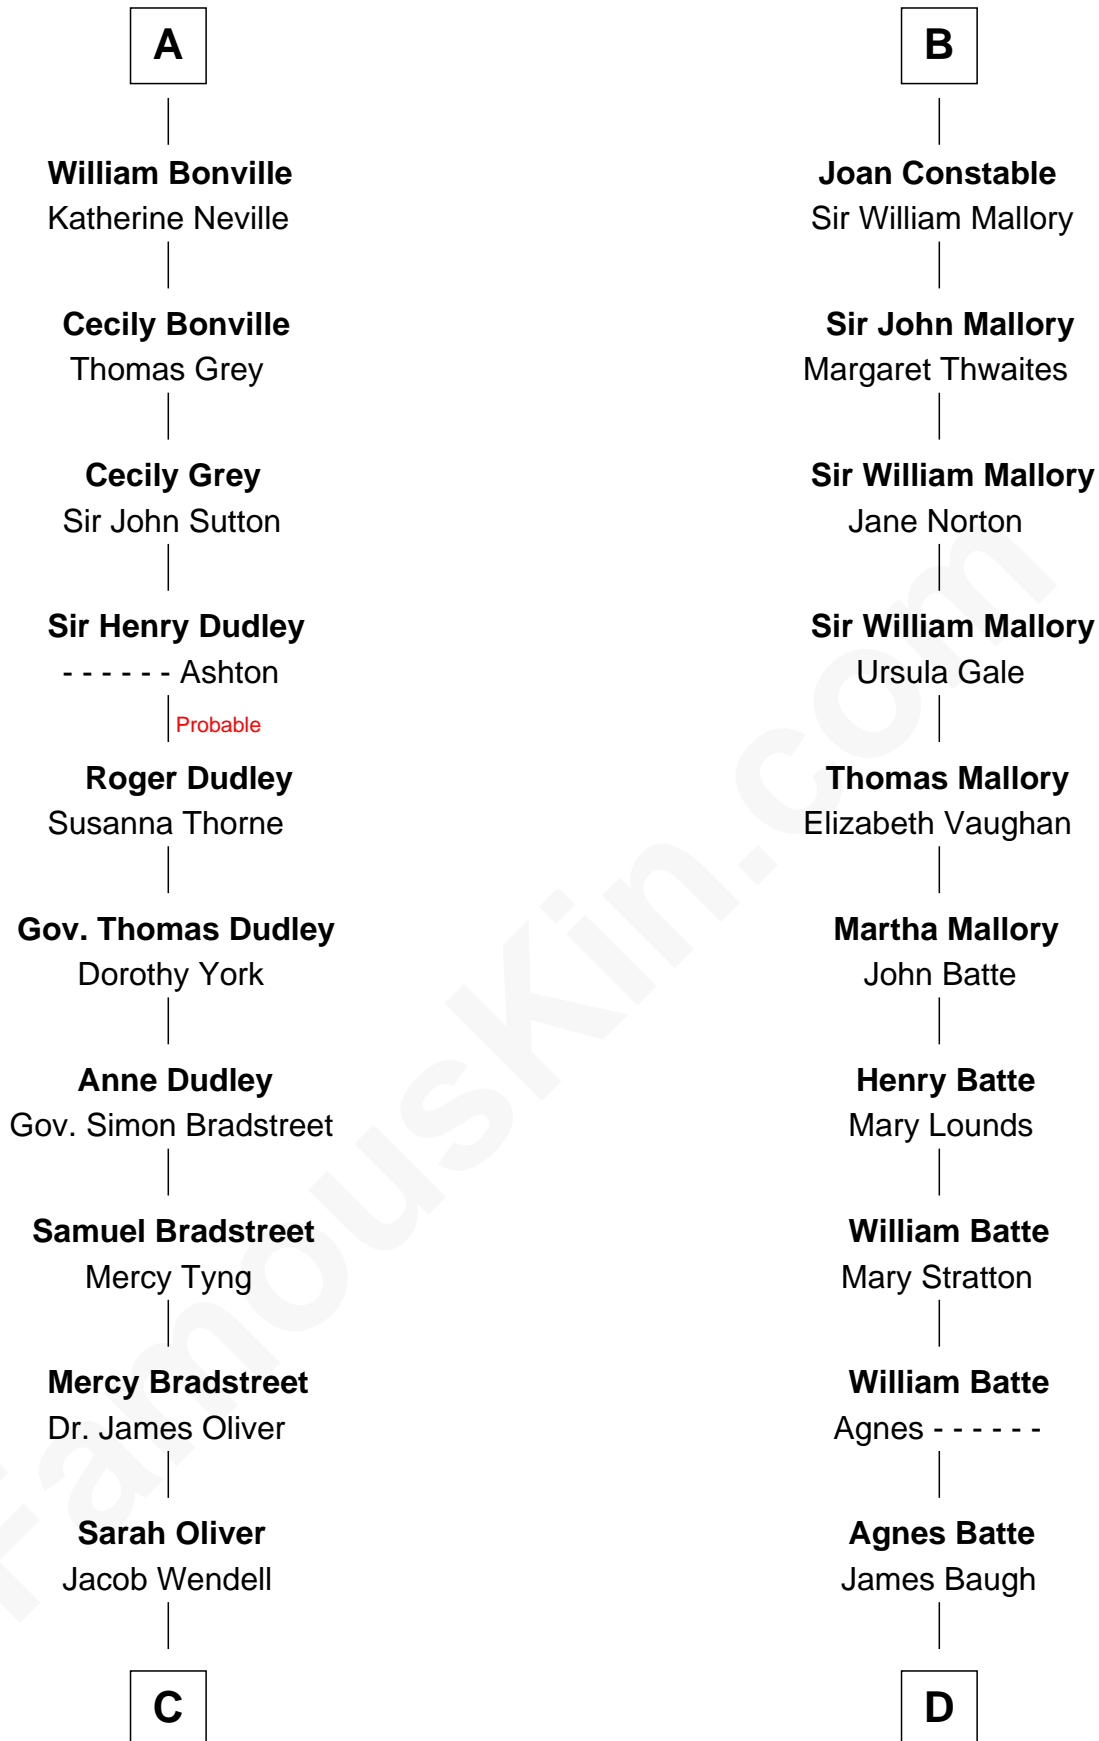 A
William Bonville
Katherine Neville
Cecily Bonville
Thomas Grey
Cecily Grey
Sir John Sutton
Sir Henry Dudley
- - - - - - Ashton
Probable
Roger Dudley
Susanna Thorne
Gov. Thomas Dudley
Dorothy York
Anne Dudley
Gov. Simon Bradstreet
Samuel Bradstreet
Mercy Tyng
Mercy Bradstreet
Dr. James Oliver
Sarah Oliver
Jacob Wendell
C
B
Joan Constable
Sir William Mallory
Sir John Mallory
Margaret Thwaites
Sir William Mallory
Jane Norton
Sir William Mallory
Ursula Gale
Thomas Mallory
Elizabeth Vaughan
Martha Mallory
John Batte
Henry Batte
Mary Lounds
William Batte
Mary Stratton
William Batte
Agnes - - - - - -
Agnes Batte
James Baugh
D
FamousKin.com